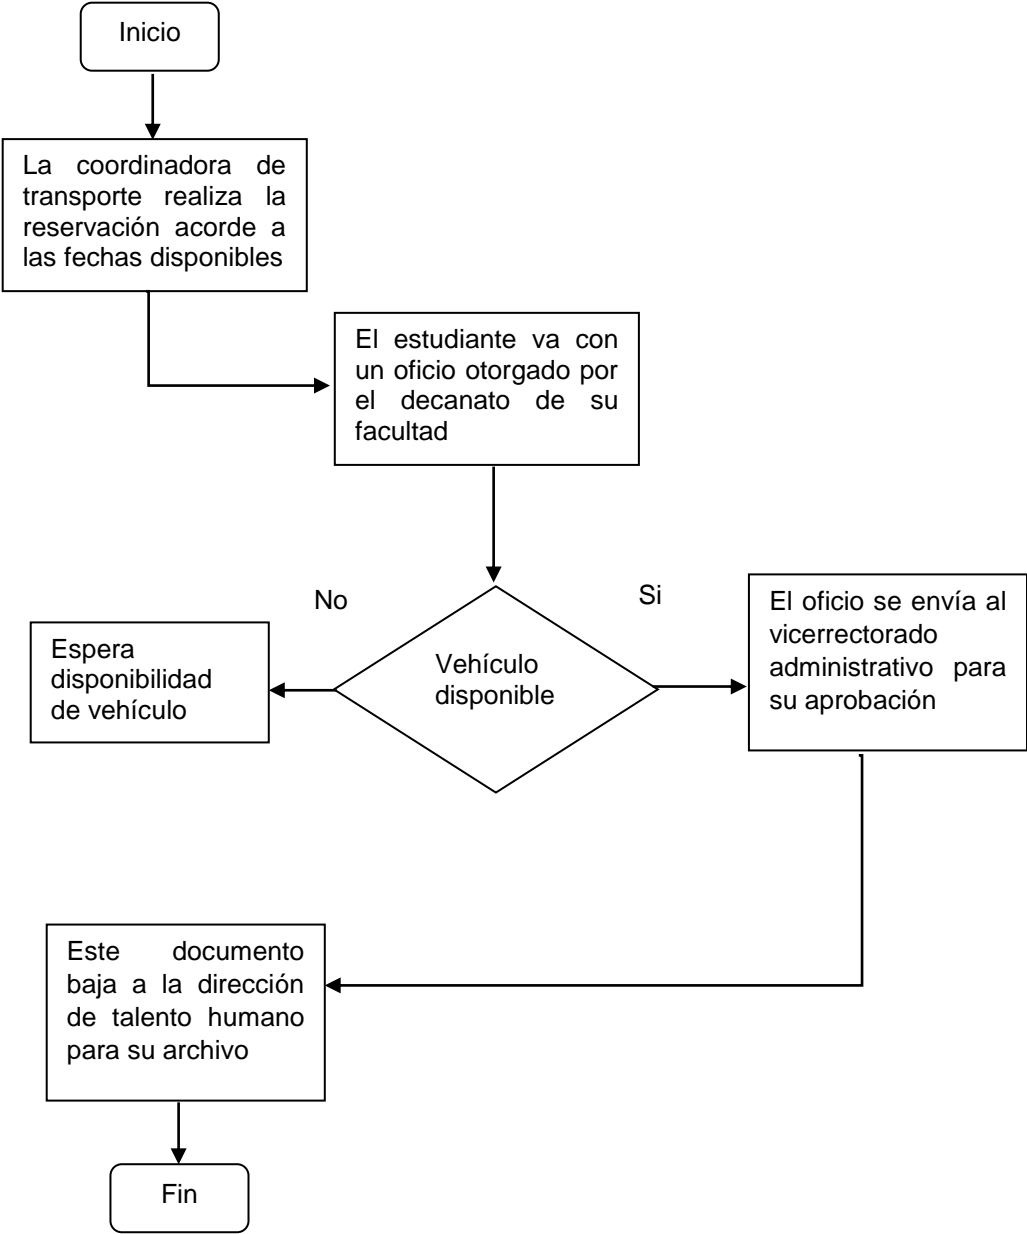 Inicio
La coordinadora de
transporte realiza la
reservación acorde a
las fechas disponibles
El estudiante va con
un oficio otorgado por
el decanato de su
facultad
No
Si
Espera
disponibilidad
de vehículo
Vehículo
disponible
El oficio se envía al
vicerrectorado
administrativo para
su aprobación
Este documento
baja a la dirección
de talento humano
para su archivo
Fin